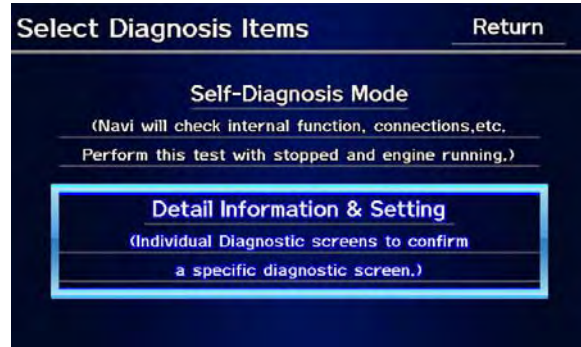 Select Diagnosis Items
Return
Self-Diagnosis Mode
(Navi will check internal function, connections,etc.
Perform this test with stopped and engine running.)
Detail Information & Setting
(Individual Diagnostic screens to confirm
a specific diagnostic screen.)